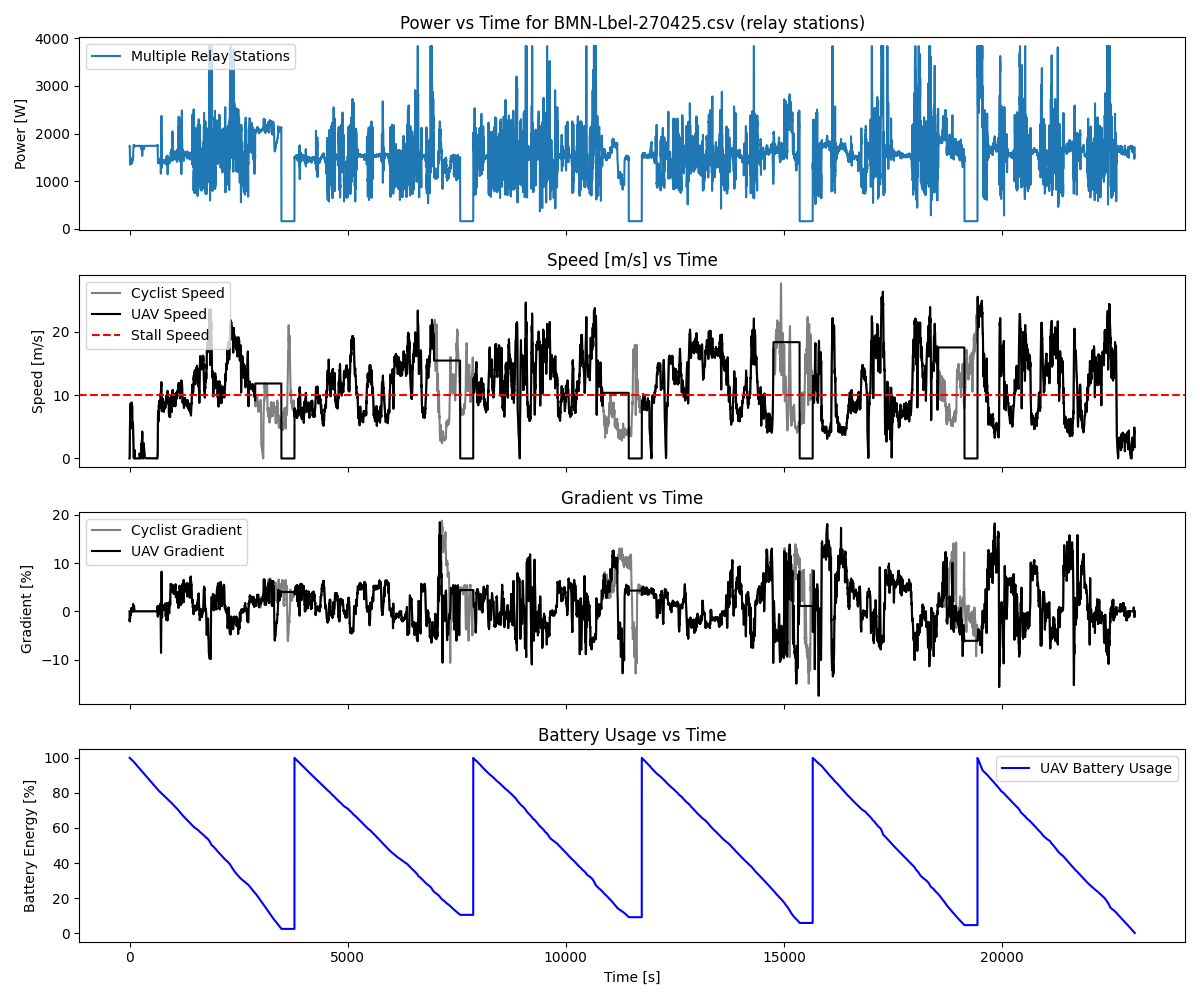 Power vs Time for BMN-Lbel-270425.csv (relay stations)
Power [W]
4000
3000
2000
1000
0
Multiple Relay Stations
Speed [m/s] vs Time
Speed [m/s]
20
10
0
Cyclist Speed
UAV Speed
Stall Speed
Gradient vs Time
Gradient [%]
20
10
0
−10
Cyclist Gradient
UAV Gradient
Battery Usage vs Time
Battery Energy [%]
100
80
60
40
20
0
UAV Battery Usage
0 5000 10000 15000 20000
Time [s]